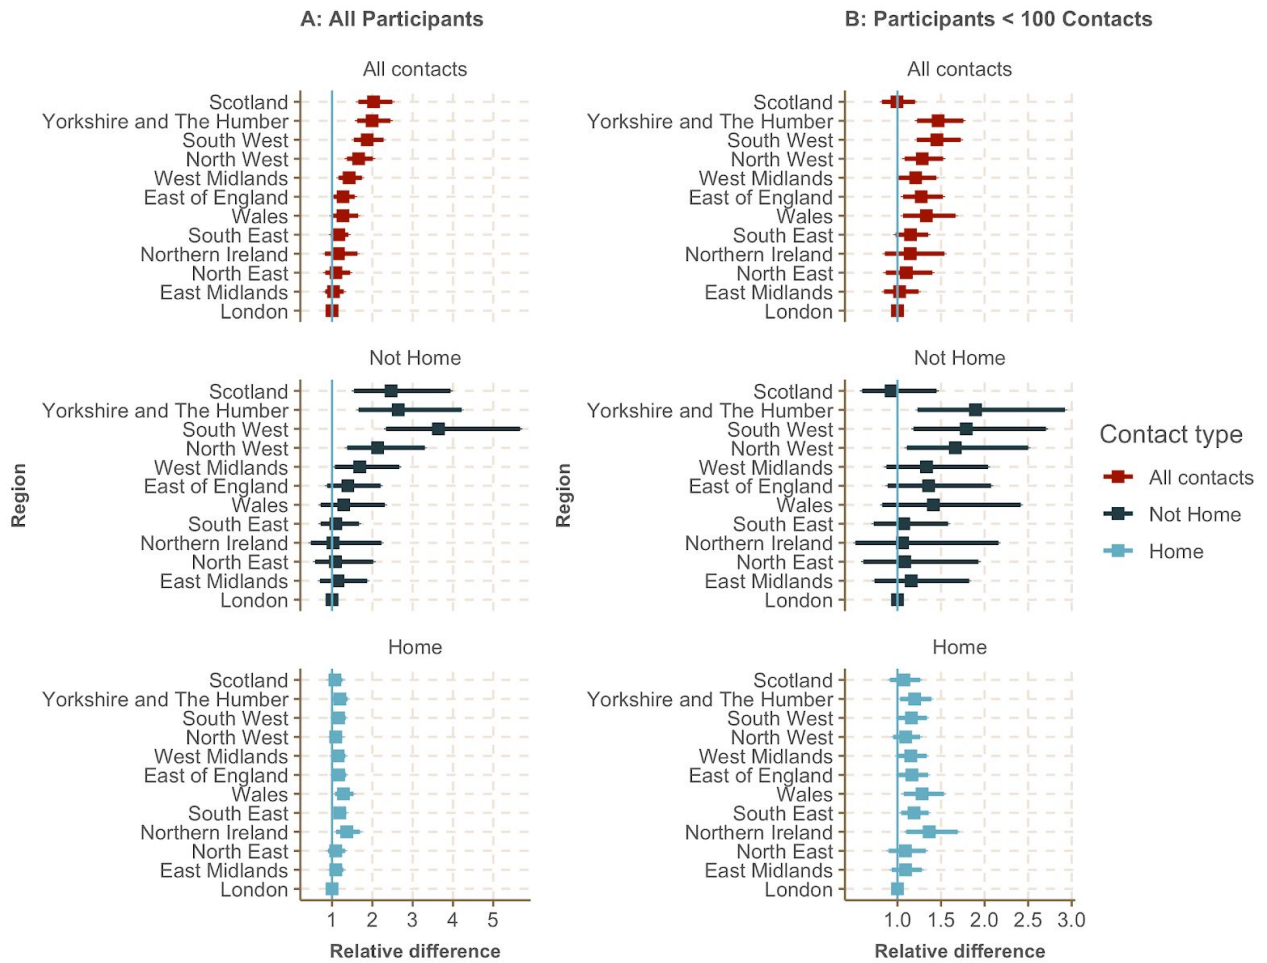 A: All Participants
All contacts
Scotland
Yorkshire and The Humber
South West
North West
West Midlands
East of England
Wales
South East
Northern Ireland
North East
East Midlands
London
Not Home
Scotland
Yorkshire and The Humber
South West
North West
West Midlands
East of England
Wales
South East
Northern Ireland
North East
East Midlands
London
Home
Scotland
Yorkshire and The Humber
South West
North West
West Midlands
East of England
Wales
South East
Northern Ireland
North East
East Midlands
London
1 2 3 4 5
Relative difference
Region
B: Participants < 100 Contacts
All contacts
Scotland
Yorkshire and The Humber
South West
North West
West Midlands
East of England
Wales
South East
Northern Ireland
North East
East Midlands
London
Not Home
Scotland
Yorkshire and The Humber
South West
North West
West Midlands
East of England
Wales
South East
Northern Ireland
North East
East Midlands
London
Home
Scotland
Yorkshire and The Humber
South West
North West
West Midlands
East of England
Wales
South East
Northern Ireland
North East
East Midlands
London
1.0 1.5 2.0 2.5 3.0
Relative difference
Region
Contact type
All contacts
Not Home
Home